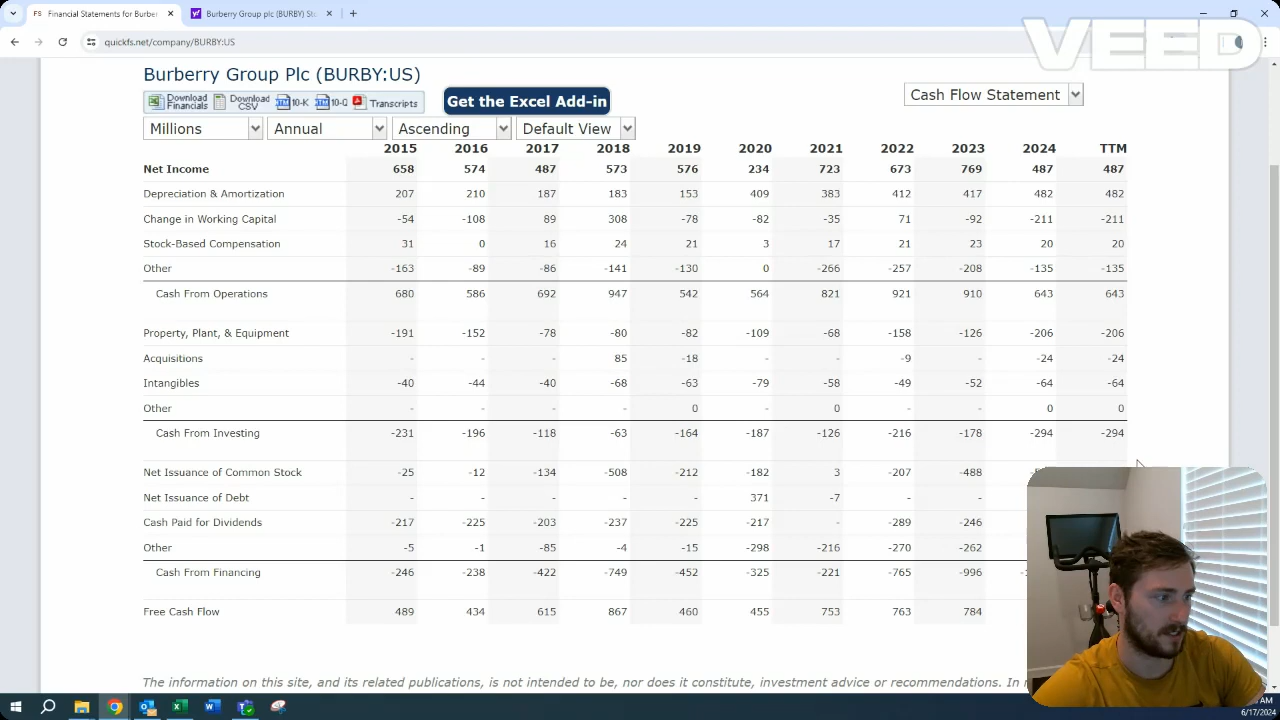 Financial Statements for Burber
Burberry Group plc (BURBY) Sto
quickfs.net/company/BURBY:US
VEED
Burberry Group Plc (BURBY:US)
Download Financials Download CSV 10-K 10-Q Transcripts Get the Excel Add-in Cash Flow Statement
Millions Annual Ascending Default View
2015 2016 2017 2018 2019 2020 2021 2022 2023 2024 TTM
Net Income 658 574 487 573 576 234 723 673 769 487 487
Depreciation & Amortization 207 210 187 183 153 409 383 412 417 482 482
Change in Working Capital -54 -108 89 308 -78 -82 -35 71 -92 -211 -211
Stock-Based Compensation 31 0 16 24 21 3 17 21 23 20 20
Other -163 -89 -86 -141 -130 0 -266 -257 -208 -135 -135
Cash From Operations 680 586 692 947 542 564 821 921 910 643 643
Property, Plant, & Equipment -191 -152 -78 -80 -82 -109 -68 -158 -126 -206 -206
Acquisitions - - - 85 -18 - - -9 - -24 -24
Intangibles -40 -44 -40 -68 -63 -79 -58 -49 -52 -64 -64
Other - - - - 0 - 0 - - 0 0
Cash From Investing -231 -196 -118 -63 -164 -187 -126 -216 -178 -294 -294
Net Issuance of Common Stock -25 -12 -134 -508 -212 -182 3 -207 -488
Net Issuance of Debt - - - - - 371 -7 - -
Cash Paid for Dividends -217 -225 -203 -237 -225 -217 - -289 -246
Other -5 -1 -85 -4 -15 -298 -216 -270 -262
Cash From Financing -246 -238 -422 -749 -452 -325 -221 -765 -996
Free Cash Flow 489 434 615 867 460 455 753 763 784
The information on this site, and its related publications, is not intended to be, nor does it constitute, investment advice or recommendations. In
AM
6/17/2024